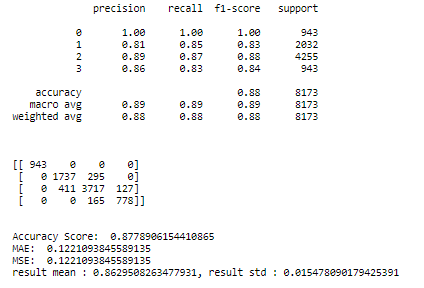 precision recall f1-score support
0 1.00 1.00 1.00 943
1 0.81 0.85 0.83 2032
2 0.89 0.87 0.88 4255
3 0.86 0.83 0.84 943
accuracy 0.88 8173
macro avg 0.89 0.89 0.89 8173
weighted avg 0.88 0.88 0.88 8173
[[ 943 0 0 0]
[ 0 1737 295 0]
[ 0 411 3717 127]
[ 0 0 165 778]]
Accuracy Score: 0.8778906154410865
MAE: 0.1221093845589135
MSE: 0.1221093845589135
result mean : 0.8629508263477931, result std : 0.015478090179425391